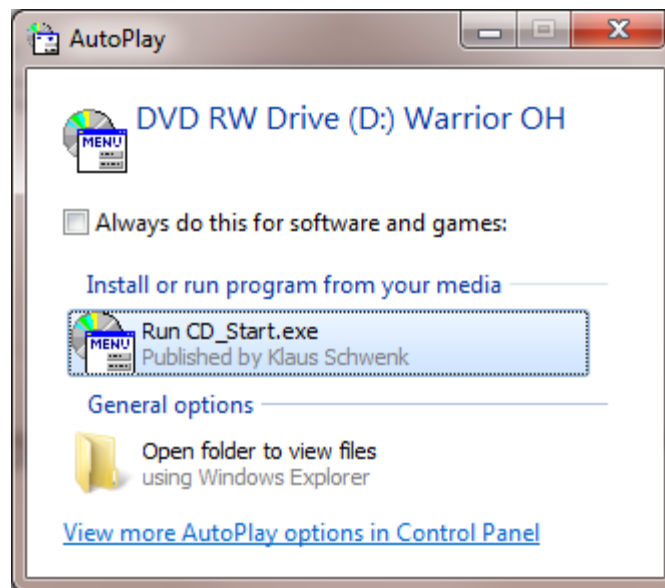 AutoPlay
DVD RW Drive (D:) Warrior OH
MENU
Always do this for software and games:
Install or run program from your media
MENU
Run CD_Start.exe
Published by Klaus Schwenk
General options
Open folder to view files
using Windows Explorer
View more AutoPlay options in Control Panel